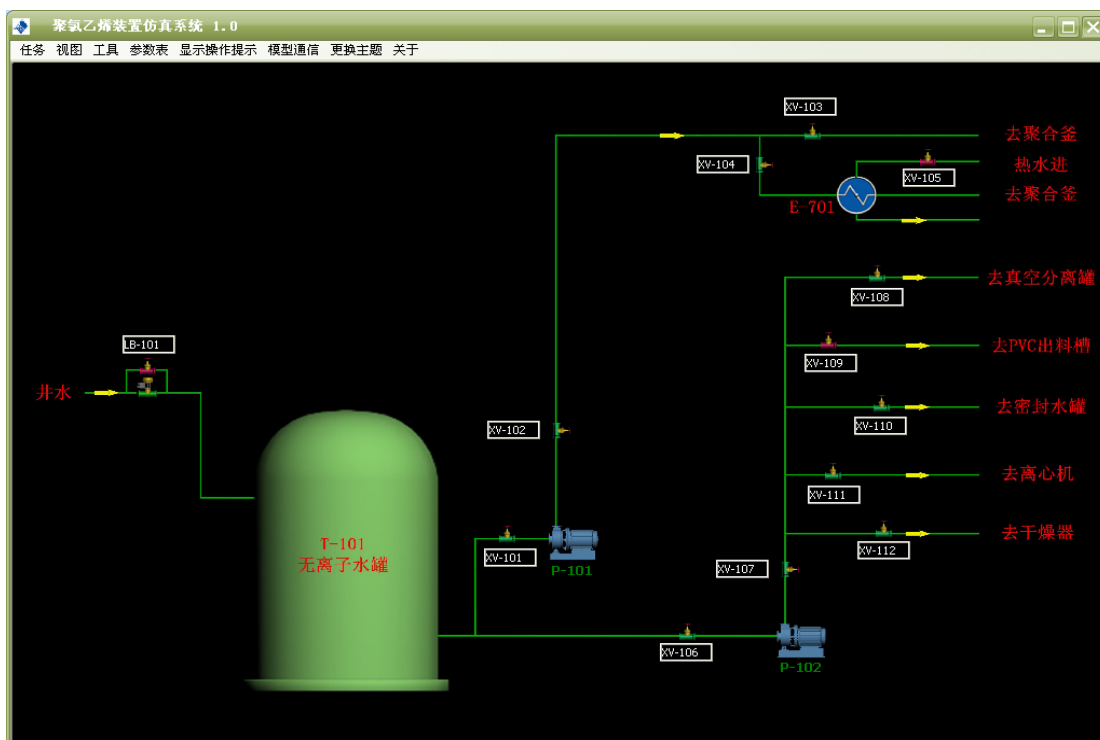 聚氯乙烯装置仿真系统 1.0
任务 视图 工具 参数表 显示操作提示 模型通信 更换主题 关于
XV-103
去聚合釜
XV-104
热水进
XV-105
E-701
去聚合釜
去真空分离罐
XV-108
LB-101
去PVC出料槽
XV-109
井水
去密封水罐
XV-110
XV-102
去离心机
XV-111
T-101
无离子水罐
XV-101
P-101
去干燥器
XV-112
XV-107
XV-106
P-102